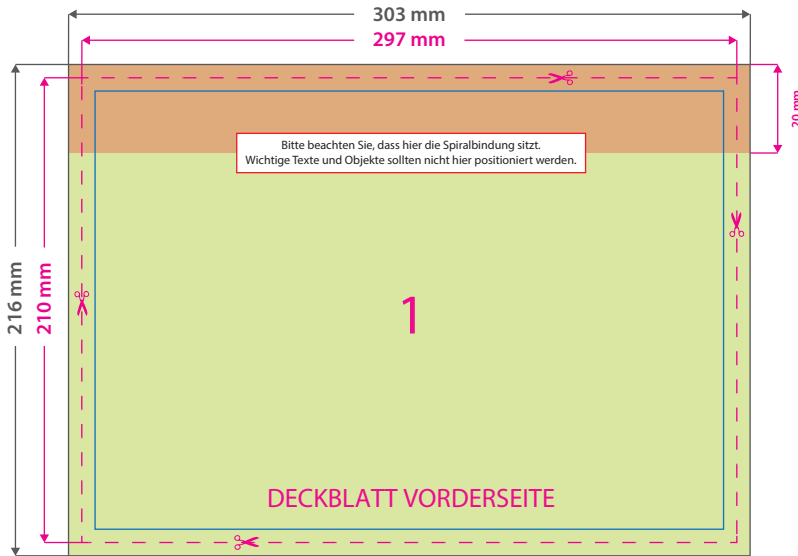 303 mm
297 mm
20 mm
Bitte beachten Sie, dass hier die Spiralbindung sitzt.
Wichtige Texte und Objekte sollten nicht hier positioniert werden.
216 mm
210 mm
1
DECKBLATT VORDERSEITE